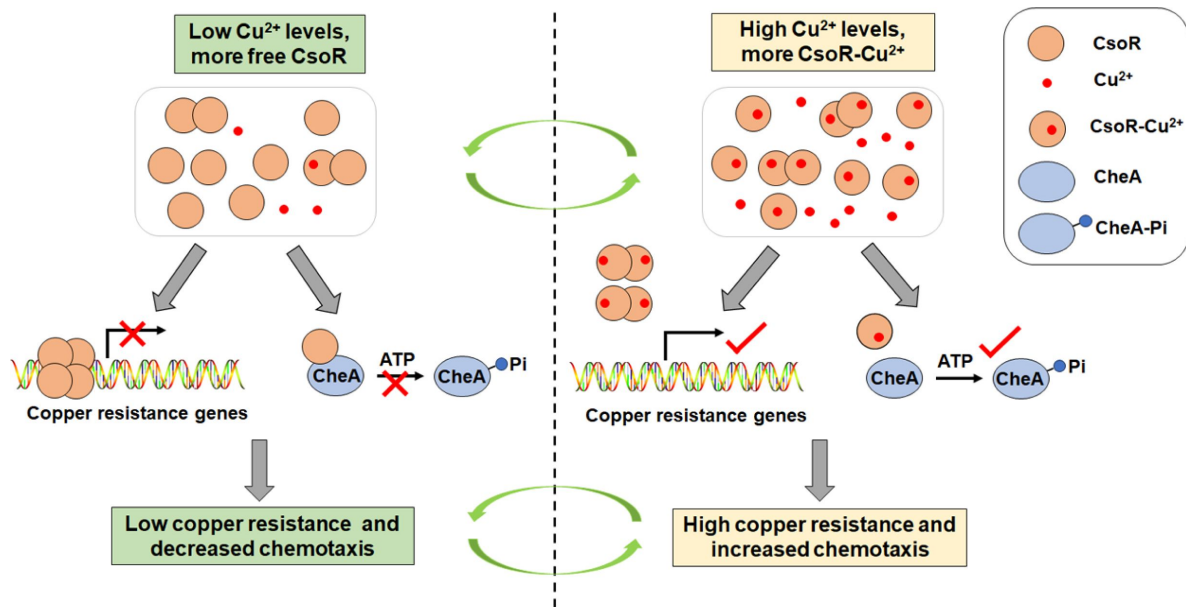 Low Cu²⁺ levels,
more free CsoR
High Cu²⁺ levels,
more CsoR-Cu²⁺
CsoR
Cu²⁺
CsoR-Cu²⁺
CheA
CheA-Pi
CheA
ATP
CheA
Pi
Copper resistance genes
CheA
ATP
CheA
Pi
Copper resistance genes
Low copper resistance and
decreased chemotaxis
High copper resistance and
increased chemotaxis